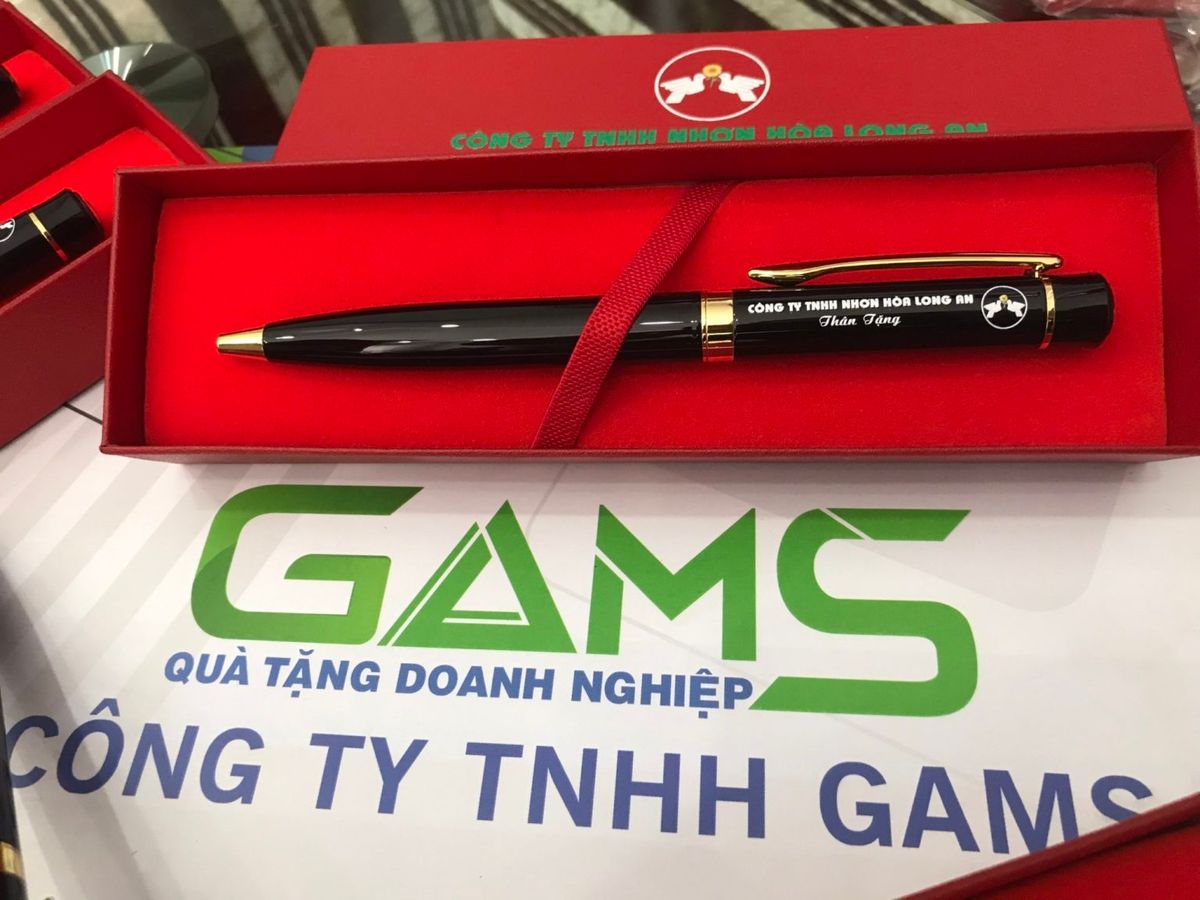 CÔNG TY TNHH NHƠN HÒA LONG AN
CÔNG TY TNHH NHƠN HÒA LONG AN
Thân Tặng
GAMS
QUÀ TẶNG DOANH NGHIỆP
CÔNG TY TNHH GAMS